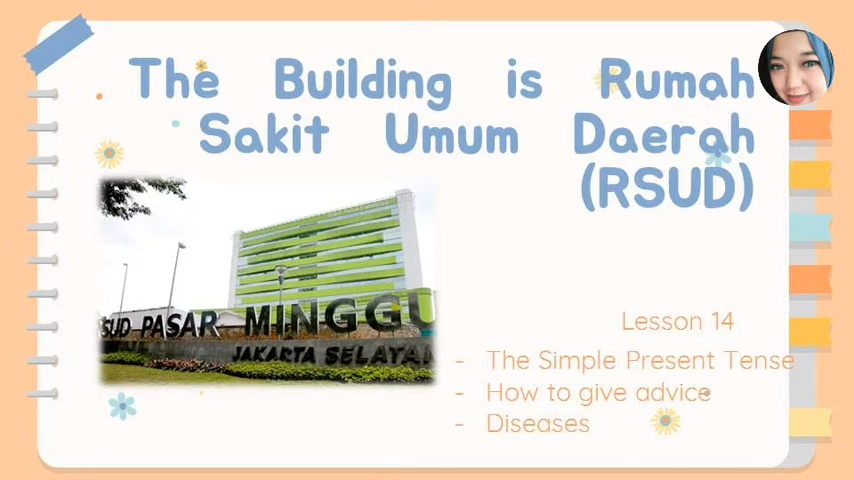 The Building is Rumah
Sakit Umum Daerah
(RSUD)
SUD PASAR MINGGU
JAKARTA SELATAN
Lesson 14
- The Simple Present Tense
- How to give advice
- Diseases